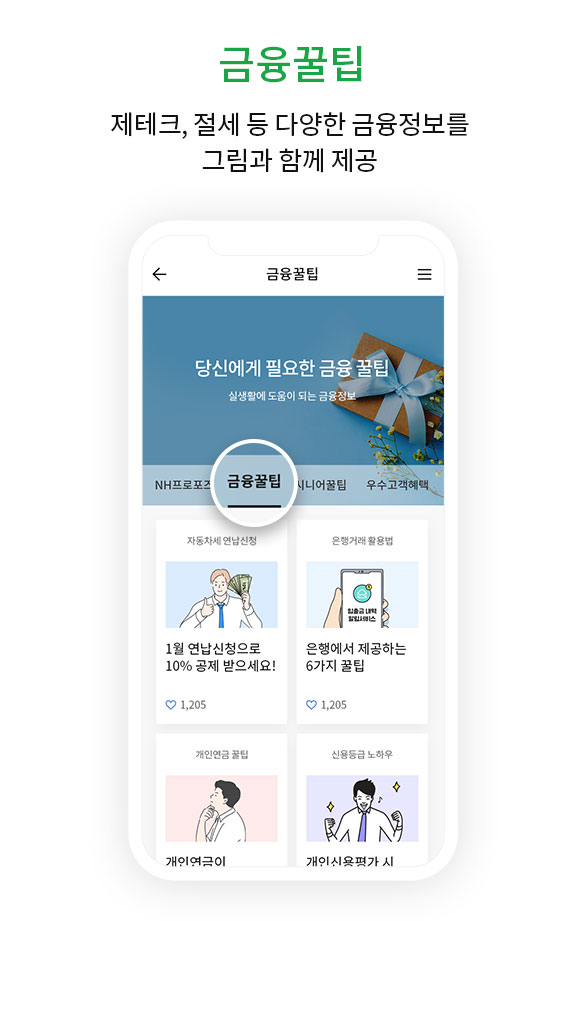 금융꿀팁
제테크, 절세 등 다양한 금융정보를
그림과 함께 제공
금융꿀팁
당신에게 필요한 금융 꿀팁
실생활에 도움이 되는 금융정보
NH프로포즈 금융꿀팁 시니어꿀팁 우수고객혜택
자동차세 연납신청
1월 연납신청으로
10% 공제 받으세요!
1,205
은행거래 활용법
입출금 내역
알림서비스
은행에서 제공하는
6가지 꿀팁
1,205
개인연금 꿀팁
개인연금이
신용등급 노하우
개인신용평가 시